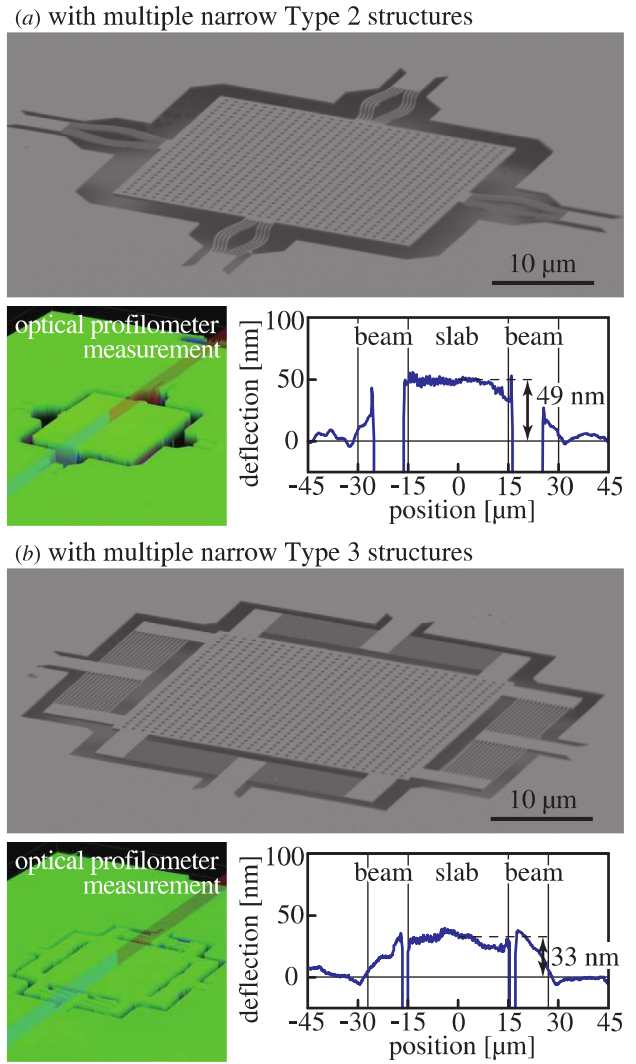 (a) with multiple narrow Type 2 structures
10 µm
optical profilometer
measurement
deflection [nm]
100
50
0
beam
slab
beam
49 nm
-45 -30 -15 0 15 30 45
position [µm]
(b) with multiple narrow Type 3 structures
10 µm
optical profilometer
measurement
deflection [nm]
100
50
0
beam
slab
beam
33 nm
-45 -30 -15 0 15 30 45
position [µm]